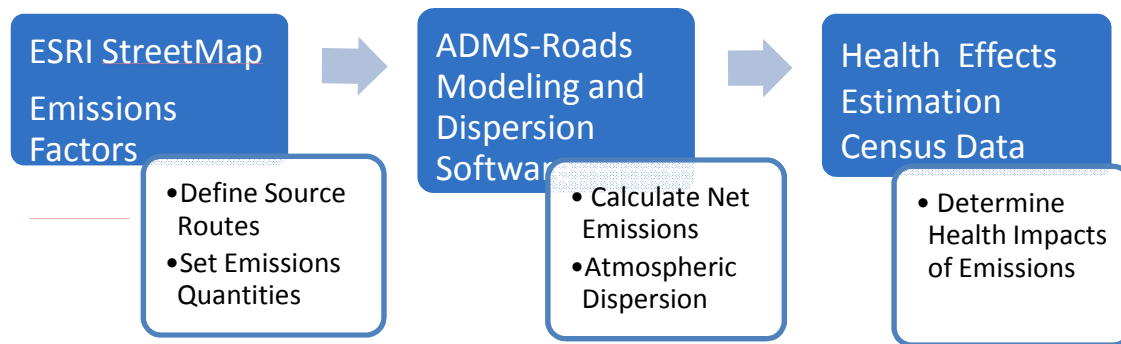 ESRI StreetMap
Emissions
Factors
•Define Source
Routes
•Set Emissions
Quantities
ADMS-Roads
Modeling and
Dispersion
Software
• Calculate Net
Emissions
•Atmospheric
Dispersion
Health Effects
Estimation
Census Data
• Determine
Health Impacts
of Emissions